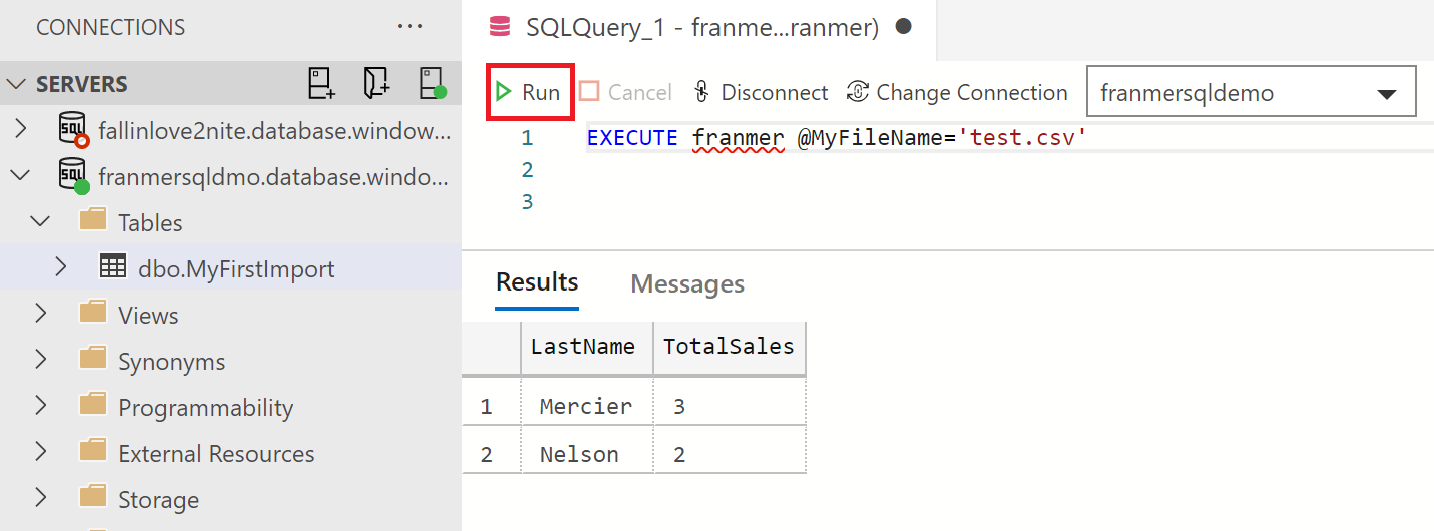 CONNECTIONS ...
SERVERS
fallinlove2nite.database.window...
franmersqldmo.database.windo...
Tables
dbo.MyFirstImport
Views
Synonyms
Programmability
External Resources
Storage
SQLQuery_1 - franme...ranmer)
Run Cancel Disconnect Change Connection franmersqldemo
1 EXECUTE franmer @MyFileName='test.csv'
2
3
Results Messages
LastName TotalSales
1 Mercier 3
2 Nelson 2